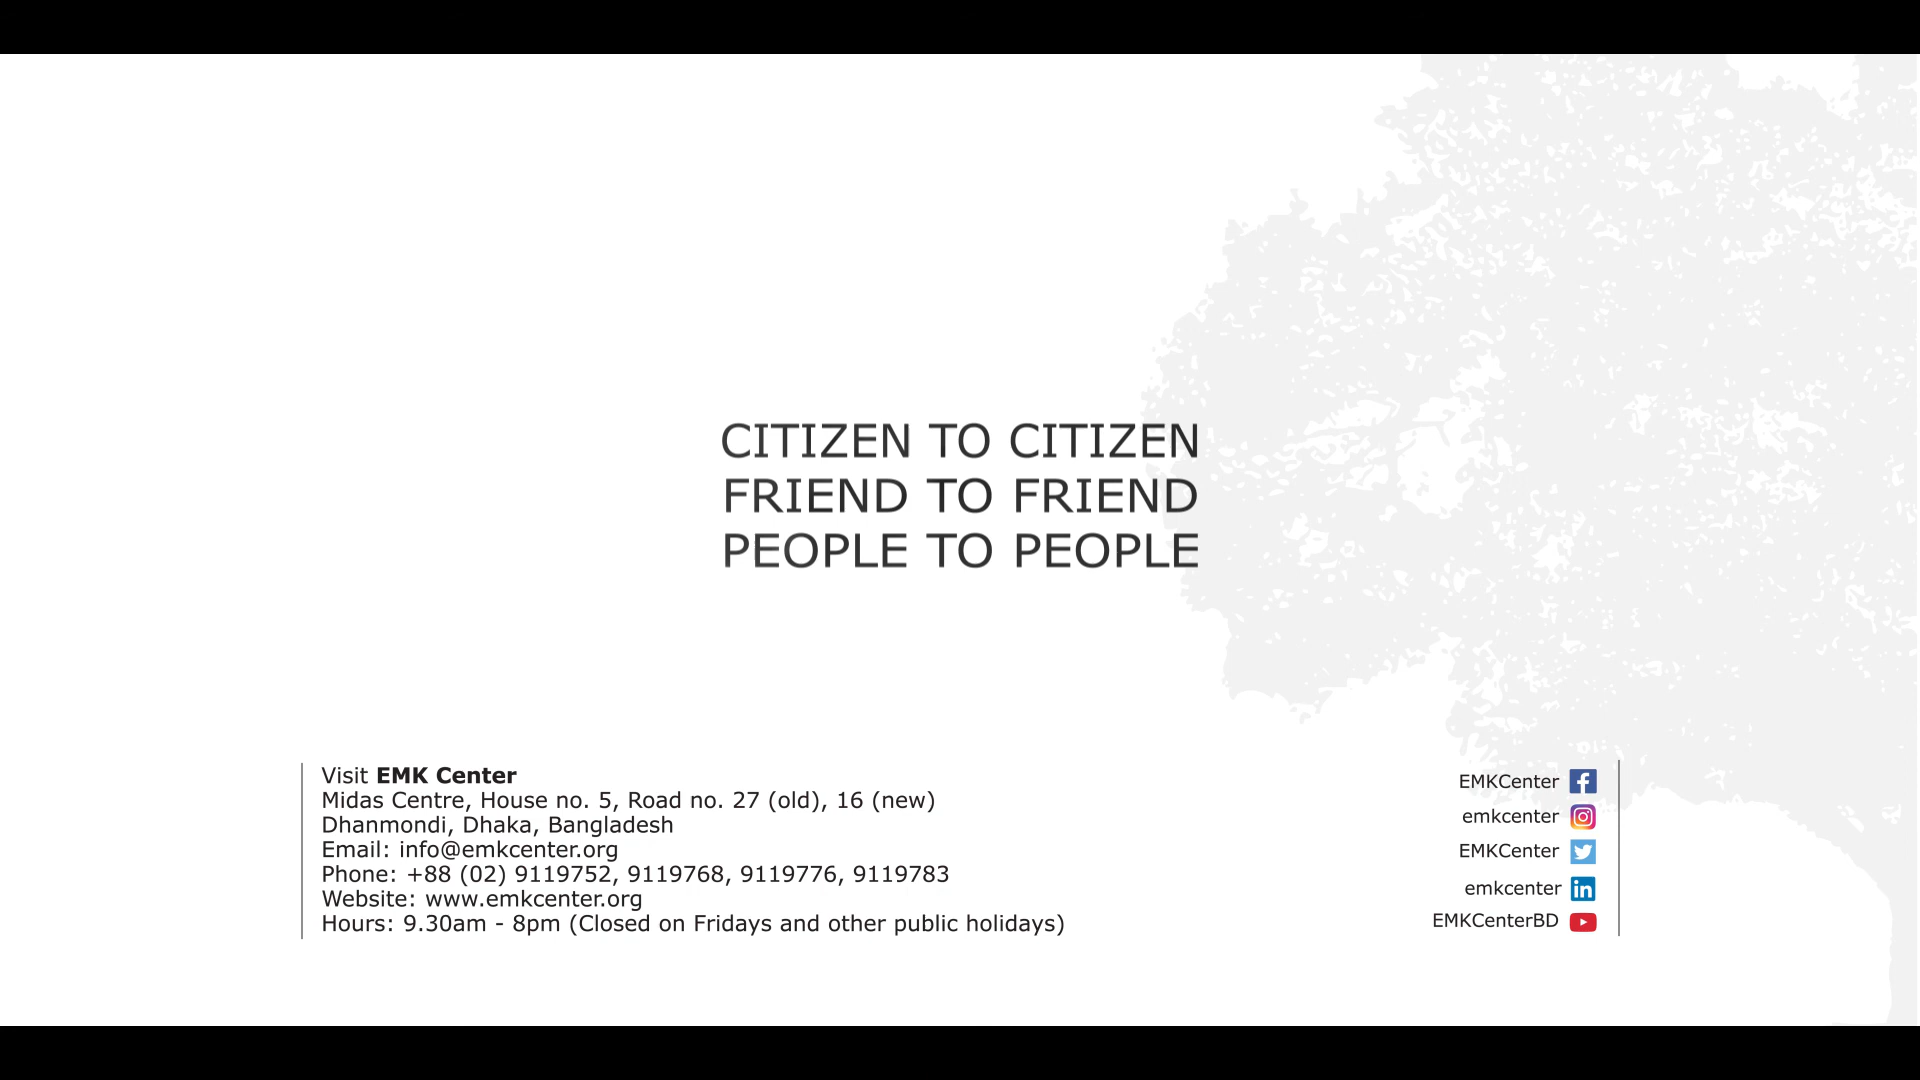 CITIZEN TO CITIZEN
FRIEND TO FRIEND
PEOPLE TO PEOPLE
Visit EMK Center
Midas Centre, House no. 5, Road no. 27 (old), 16 (new)
Dhanmondi, Dhaka, Bangladesh
Email: info@emkcenter.org
Phone: +88 (02) 9119752, 9119768, 9119776, 9119783
Website: www.emkcenter.org
Hours: 9.30am - 8pm (Closed on Fridays and other public holidays)
EMKCenter
emkcenter
EMKCenter
emkcenter
EMKCenterBD